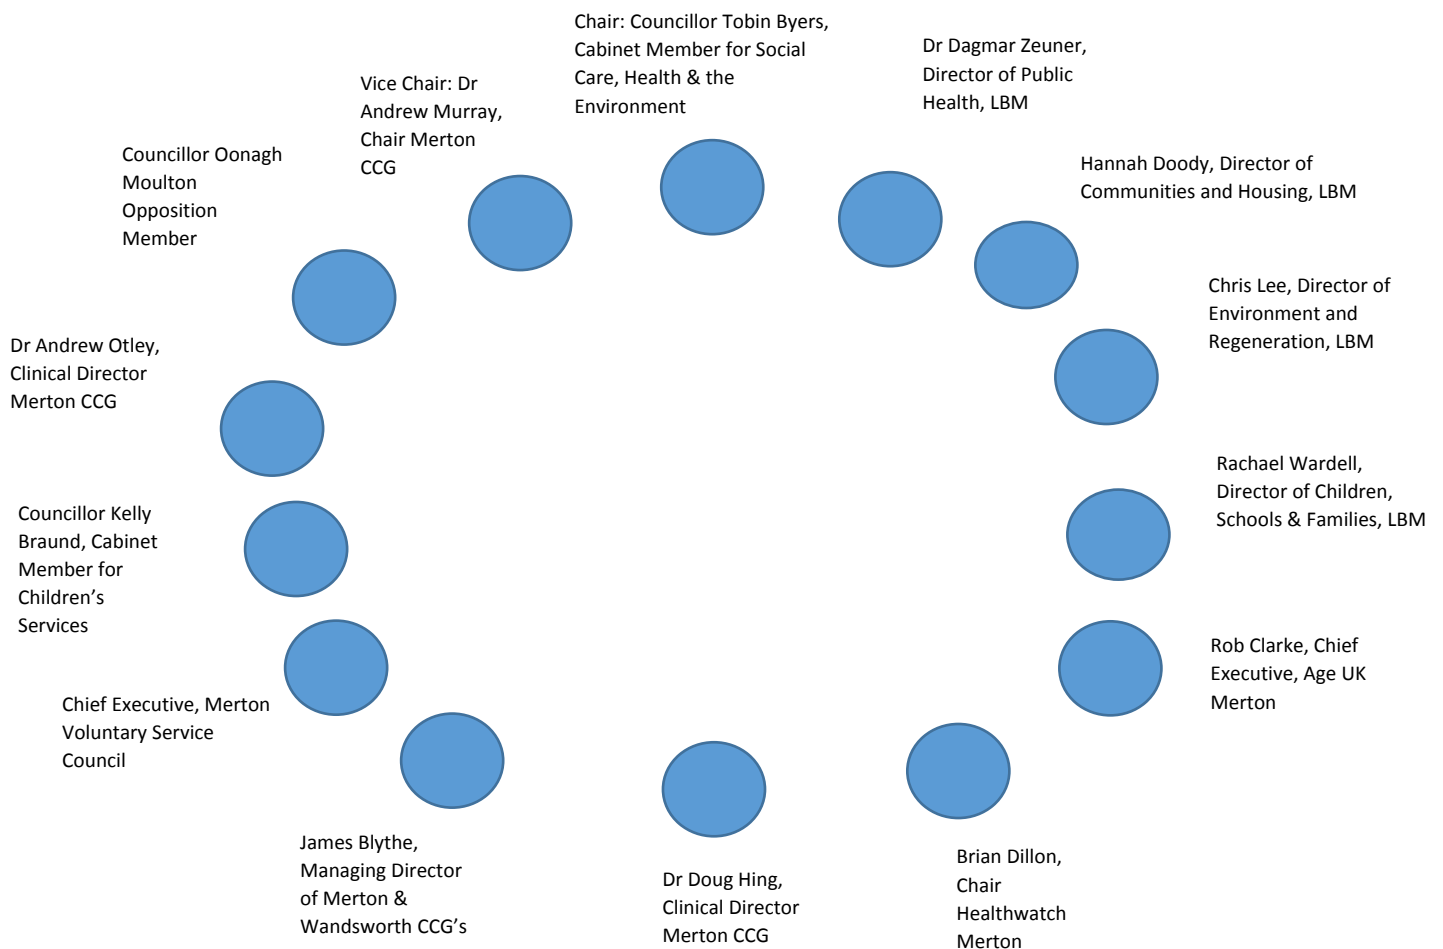 Chair: Councillor Tobin Byers,
Cabinet Member for Social
Care, Health & the
Environment
Dr Dagmar Zeuner,
Director of Public
Health, LBM
Hannah Doody, Director of
Communities and Housing, LBM
Chris Lee, Director of
Environment and
Regeneration, LBM
Rachael Wardell,
Director of Children,
Schools & Families, LBM
Rob Clarke, Chief
Executive, Age UK
Merton
Brian Dillon,
Chair
Healthwatch
Merton
Dr Doug Hing,
Clinical Director
Merton CCG
James Blythe,
Managing Director
of Merton &
Wandsworth CCG’s
Chief Executive, Merton
Voluntary Service
Council
Councillor Kelly
Braund, Cabinet
Member for
Children’s
Services
Dr Andrew Otley,
Clinical Director
Merton CCG
Councillor Oonagh
Moulton
Opposition
Member
Vice Chair: Dr
Andrew Murray,
Chair Merton
CCG